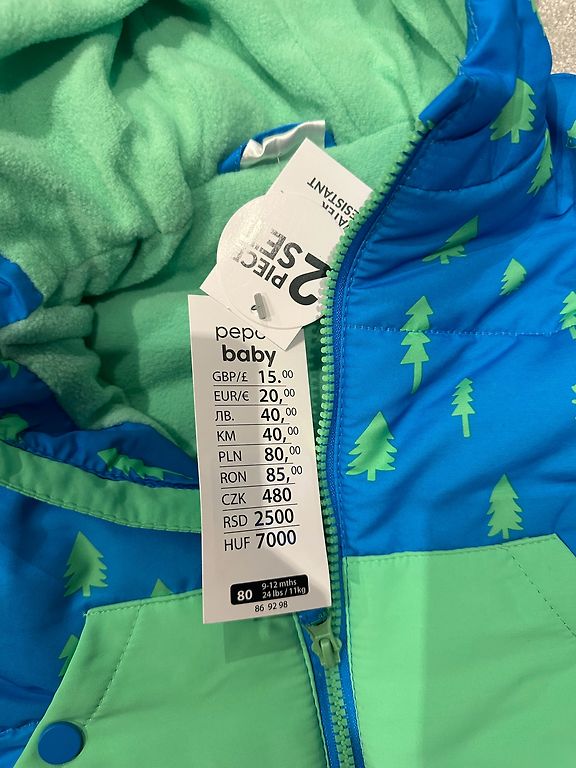 WATER
RESISTANT
2
PIECE
SET
pepco
baby
GBP/£ 15.00
EUR/€ 20,00
ЛВ. 40,00
KM 40,00
PLN 80,00
RON 85,00
CZK 480
RSD 2500
HUF 7000
80 9-12 mths
24 lbs / 11kg
86 92 98